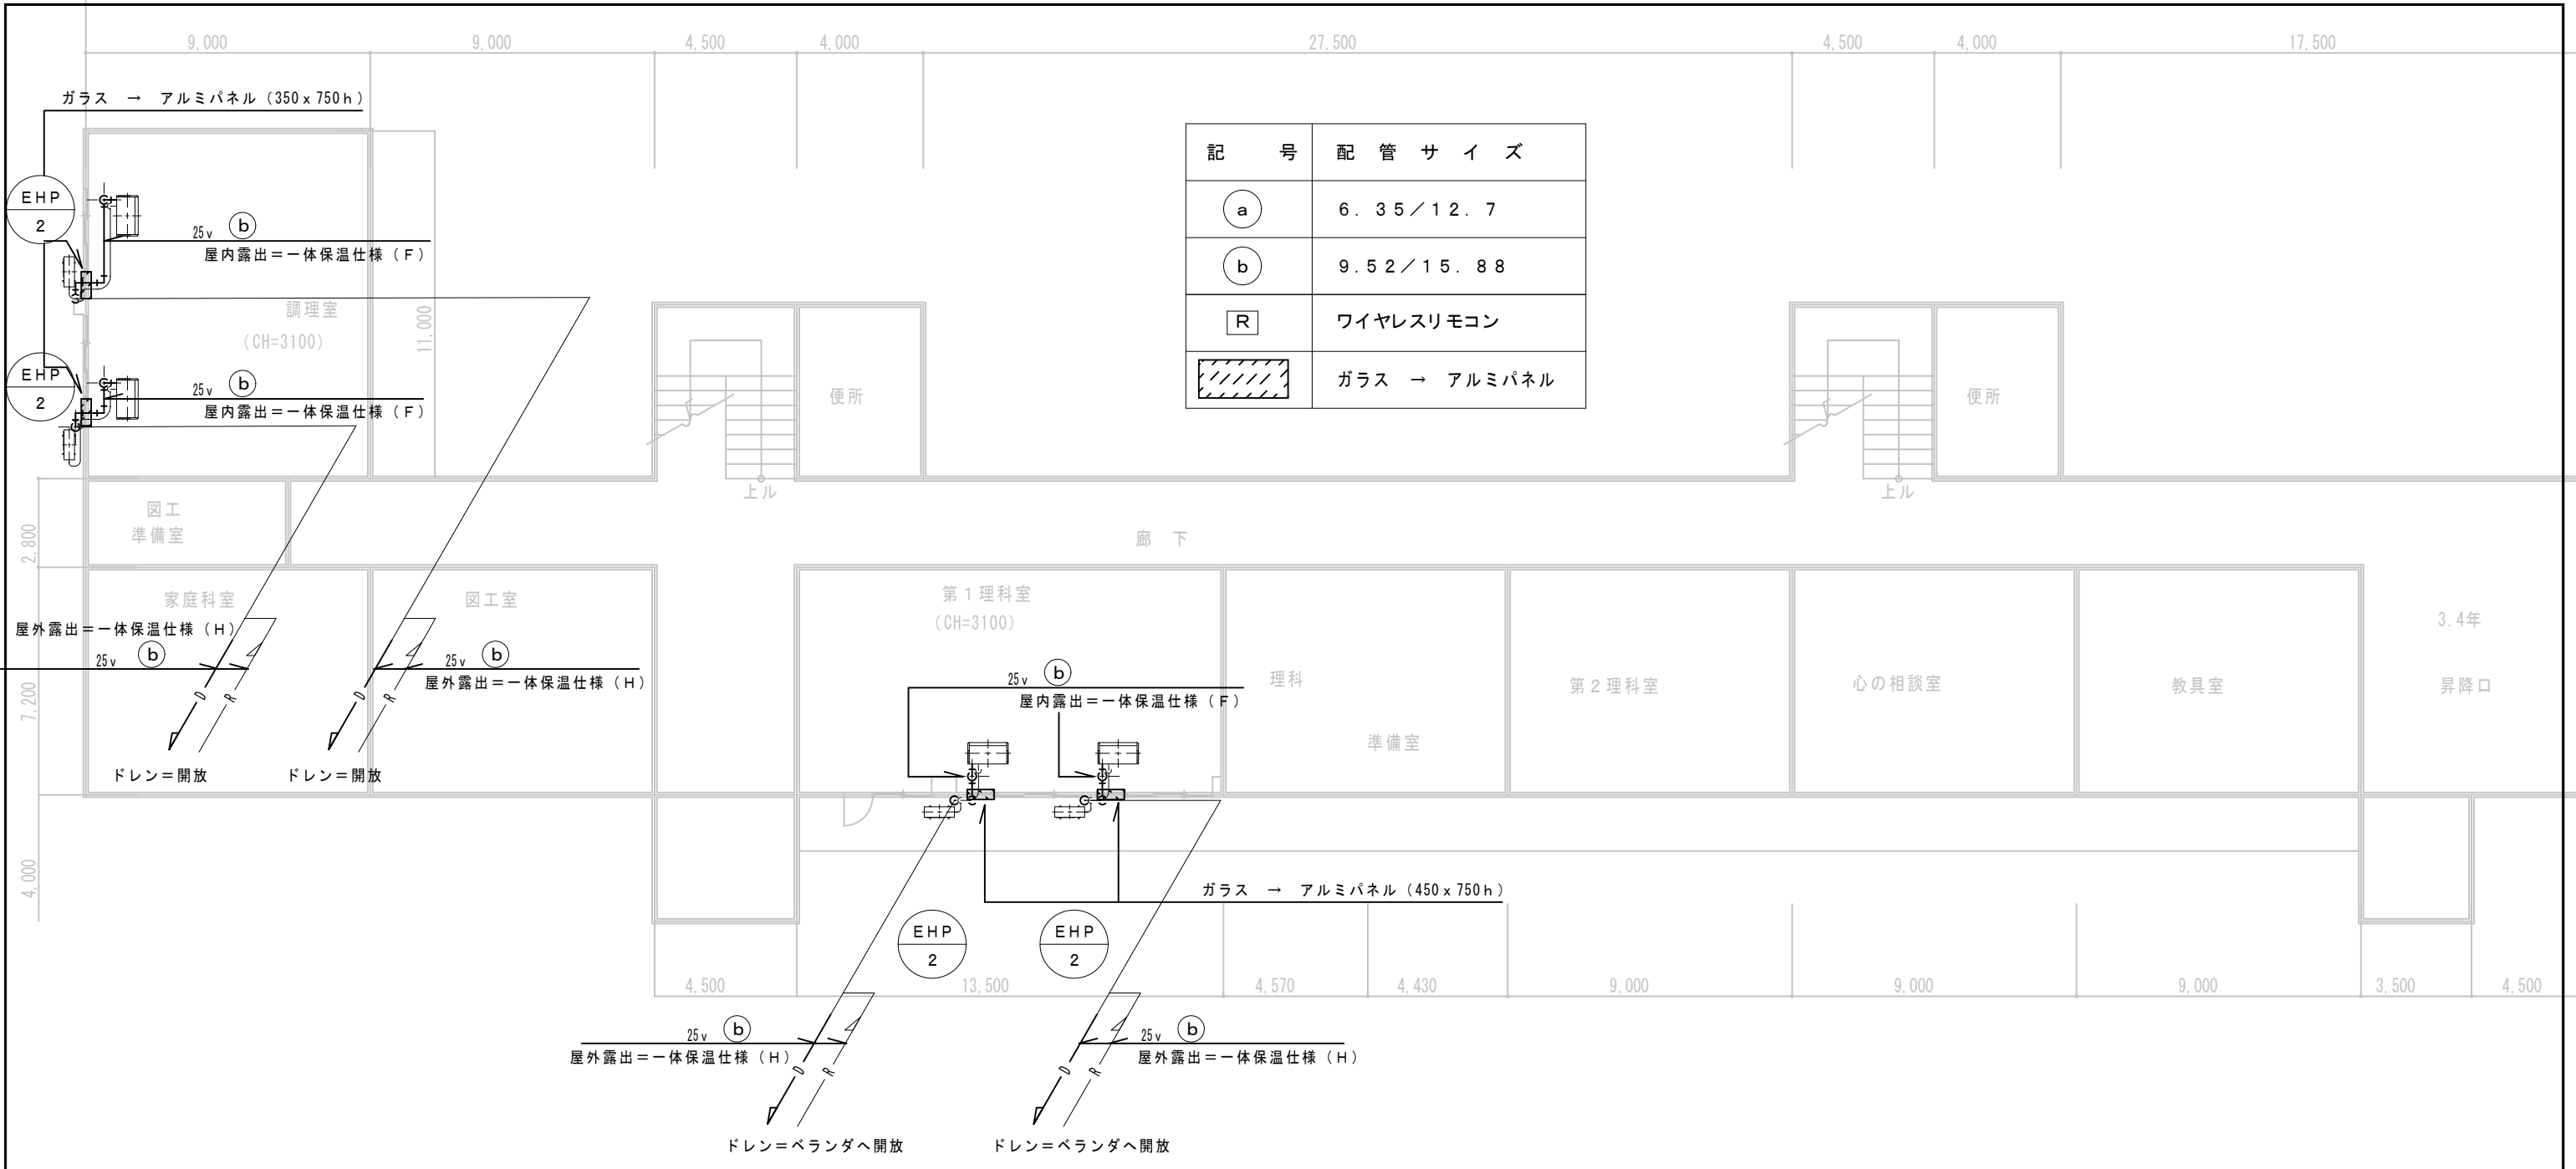 9,000
9,000
4,500
4,000
27,500
4,500
4,000
17,500
ガラス → アルミパネル（350x750h）
記 号
配 管 サ イ ズ
a
6. 35／12. 7
b
9.52／15. 88
R
ワイヤレスリモコン
ガラス → アルミパネル
EHP
2
25v
b
屋内露出＝一体保温仕様（F）
調理室
（CH=3100）
11,000
EHP
2
25v
b
屋内露出＝一体保温仕様（F）
便所
便所
上ル
上ル
図工
準備室
廊 下
2,800
家庭科室
図工室
第１理科室
（CH=3100）
理科
準備室
第２理科室
心の相談室
教具室
3.4年
昇降口
屋外露出＝一体保温仕様（H）
25v
b
25v
b
屋外露出＝一体保温仕様（H）
D
R
D
R
7,200
ドレン＝開放
ドレン＝開放
25v
b
屋内露出＝一体保温仕様（F）
4,000
ガラス → アルミパネル（450x750h）
EHP
2
EHP
2
4,500
13,500
4,570
4,430
9,000
9,000
9,000
3,500
4,500
25v
b
屋外露出＝一体保温仕様（H）
25v
b
屋外露出＝一体保温仕様（H）
D
R
D
R
ドレン＝ベランダへ開放
ドレン＝ベランダへ開放